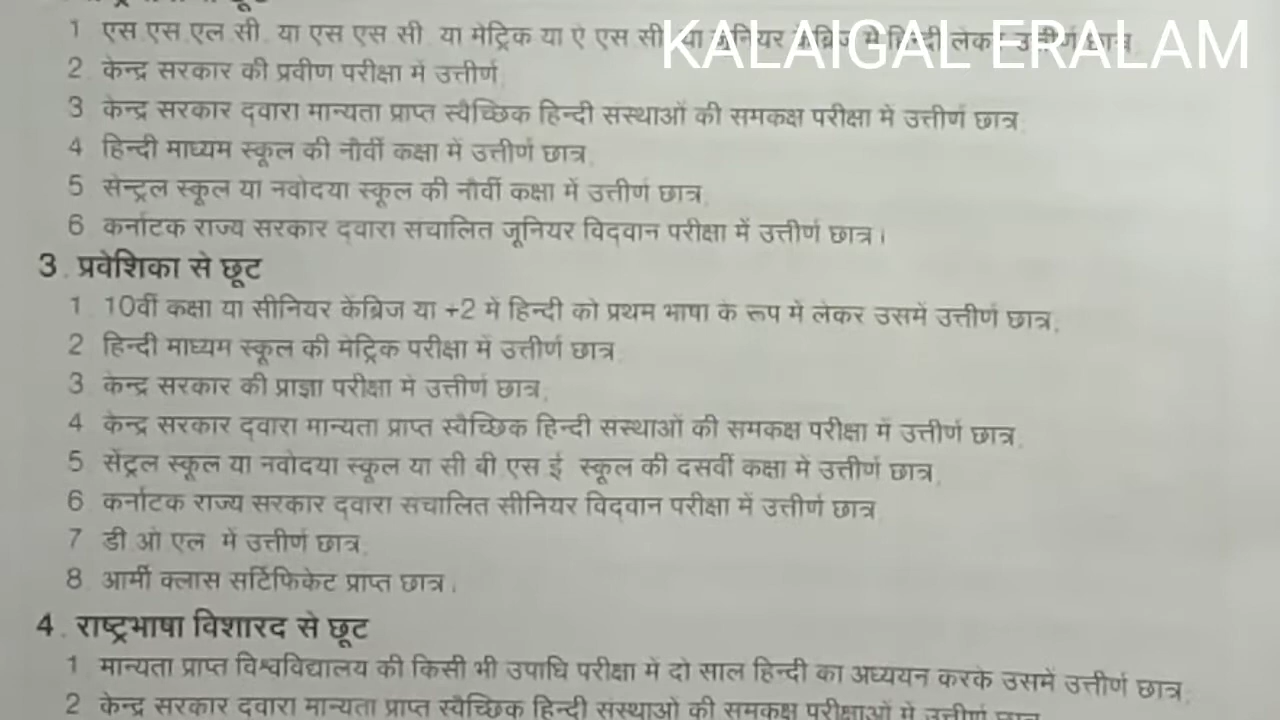 से छूट
1 एस एस एल सी या एस एस सी या मेट्रिक या ऐ एस सी या जूनियर केंब्रिज में हिन्दी लेकर उत्तीर्ण छात्र
KALAIGAL ERALAM
2 केन्द्र सरकार की प्रवीण परीक्षा में उत्तीर्ण
3 केन्द्र सरकार द्वारा मान्यता प्राप्त स्वैच्छिक हिन्दी संस्थाओं की समकक्ष परीक्षा में उत्तीर्ण छात्र
4 हिन्दी माध्यम स्कूल की नौवीं कक्षा में उत्तीर्ण छात्र
5 सेन्ट्रल स्कूल या नवोदया स्कूल की नौवीं कक्षा में उत्तीर्ण छात्र
6 कर्नाटक राज्य सरकार द्वारा संचालित जूनियर विद्वान परीक्षा में उत्तीर्ण छात्र।
3. प्रवेशिका से छूट
1 10वीं कक्षा या सीनियर केंब्रिज या +2 में हिन्दी को प्रथम भाषा के रूप में लेकर उसमें उत्तीर्ण छात्र,
2 हिन्दी माध्यम स्कूल की मेट्रिक परीक्षा में उत्तीर्ण छात्र
3 केन्द्र सरकार की प्राज्ञा परीक्षा में उत्तीर्ण छात्र,
4 केन्द्र सरकार द्वारा मान्यता प्राप्त स्वैच्छिक हिन्दी संस्थाओं की समकक्ष परीक्षा में उत्तीर्ण छात्र,
5 सेंट्रल स्कूल या नवोदया स्कूल या सी बी एस ई स्कूल की दसवीं कक्षा में उत्तीर्ण छात्र,
6 कर्नाटक राज्य सरकार द्वारा संचालित सीनियर विद्वान परीक्षा में उत्तीर्ण छात्र
7 डी ओ एल में उत्तीर्ण छात्र,
8. आर्मी क्लास सर्टिफिकेट प्राप्त छात्र।
4. राष्ट्रभाषा विशारद से छूट
1 मान्यता प्राप्त विश्वविद्यालय की किसी भी उपाधि परीक्षा में दो साल हिन्दी का अध्ययन करके उसमें उत्तीर्ण छात्र,
2 केन्द्र सरकार द्वारा मान्यता प्राप्त स्वैच्छिक हिन्दी संस्थाओं की समकक्ष परीक्षाओं में उत्तीर्ण छात्र